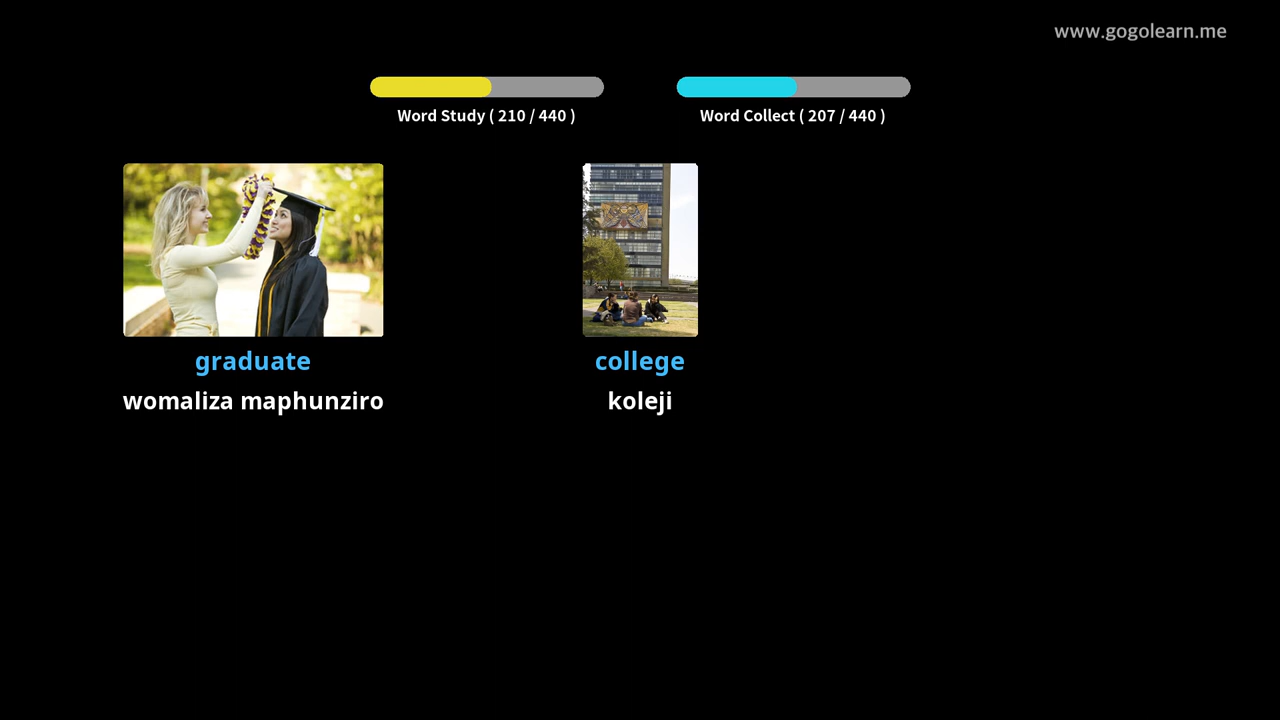 www.gogolearn.me
Word Study ( 210 / 440 )
Word Collect ( 207 / 440 )
graduate
womaliza maphunziro
college
koleji